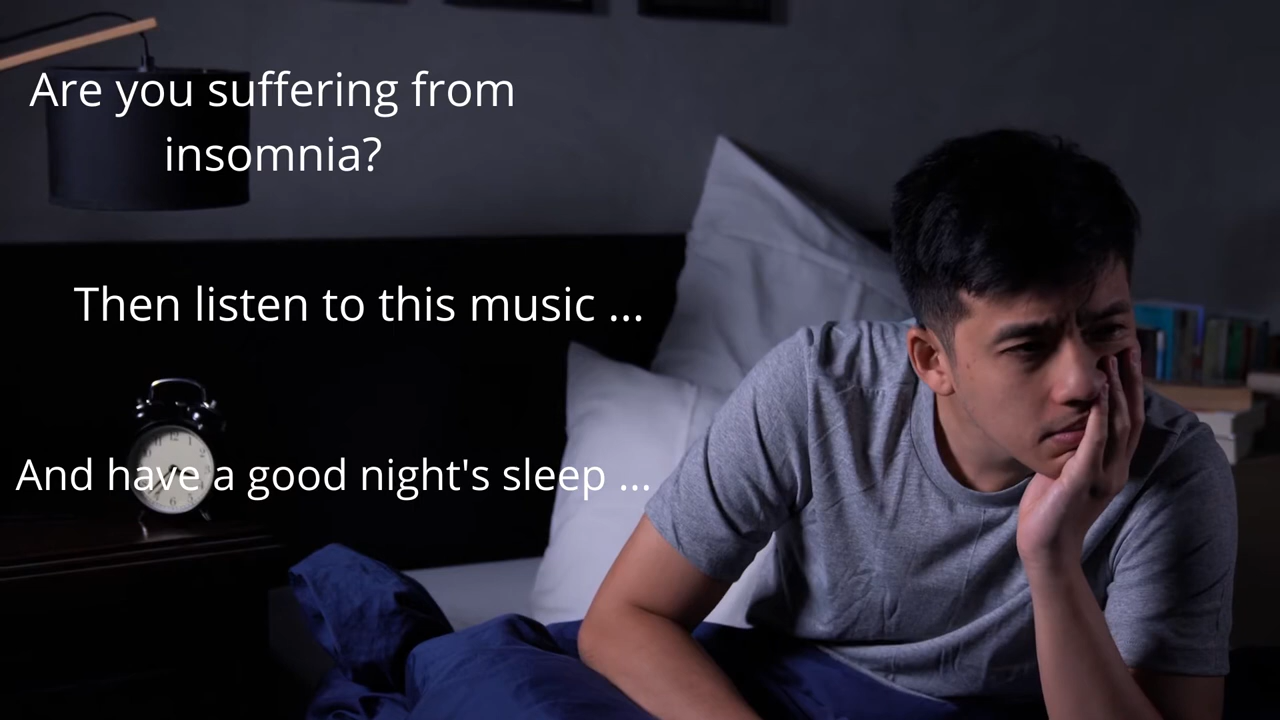 Are you suffering from
insomnia?
Then listen to this music ...
And have a good night's sleep ...